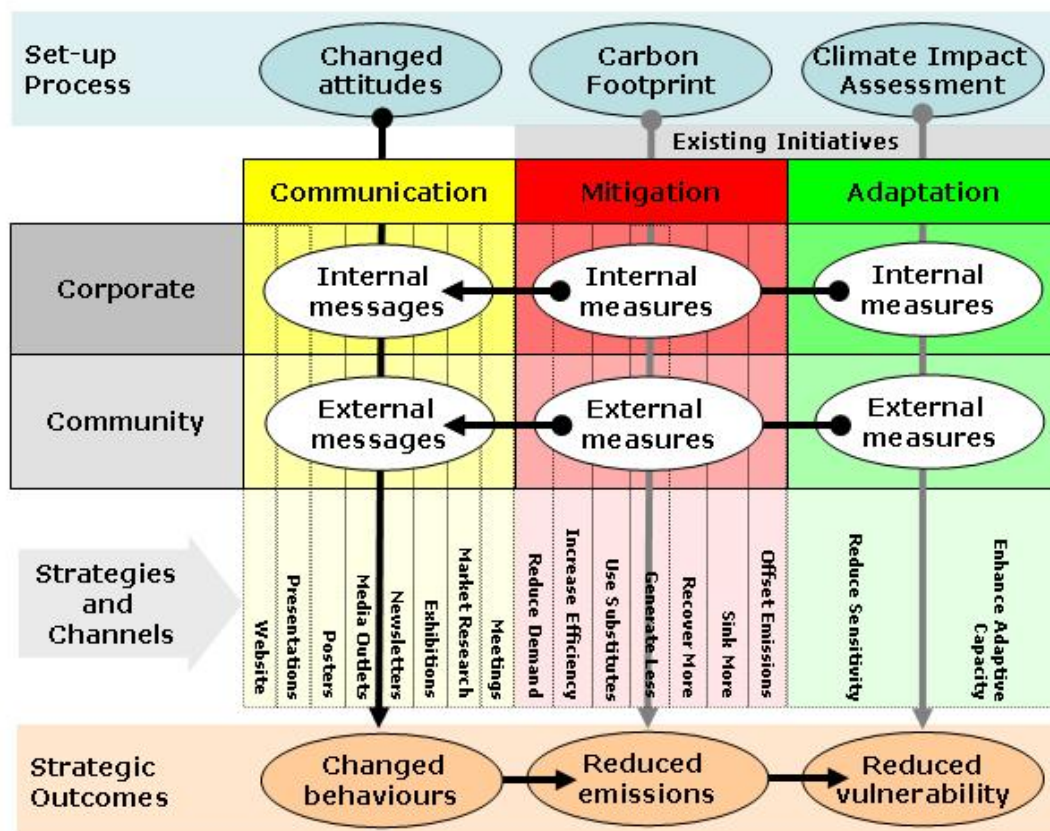 Set-up
Process
Changed
attitudes
Carbon
Footprint
Climate Impact
Assessment
Existing Initiatives
Communication
Mitigation
Adaptation
Corporate
Internal
messages
Internal
measures
Internal
measures
Community
External
messages
External
measures
External
measures
Strategies
and
Channels
Website
Presentations
Posters
Media Outlets
Newsletters
Exhibitions
Market Research
Meetings
Reduce Demand
Increase Efficiency
Use Substitutes
Generate Less
Recover More
Sink More
Offset Emissions
Reduce Sensitivity
Enhance Adaptive
Capacity
Strategic
Outcomes
Changed
behaviours
Reduced
emissions
Reduced
vulnerability